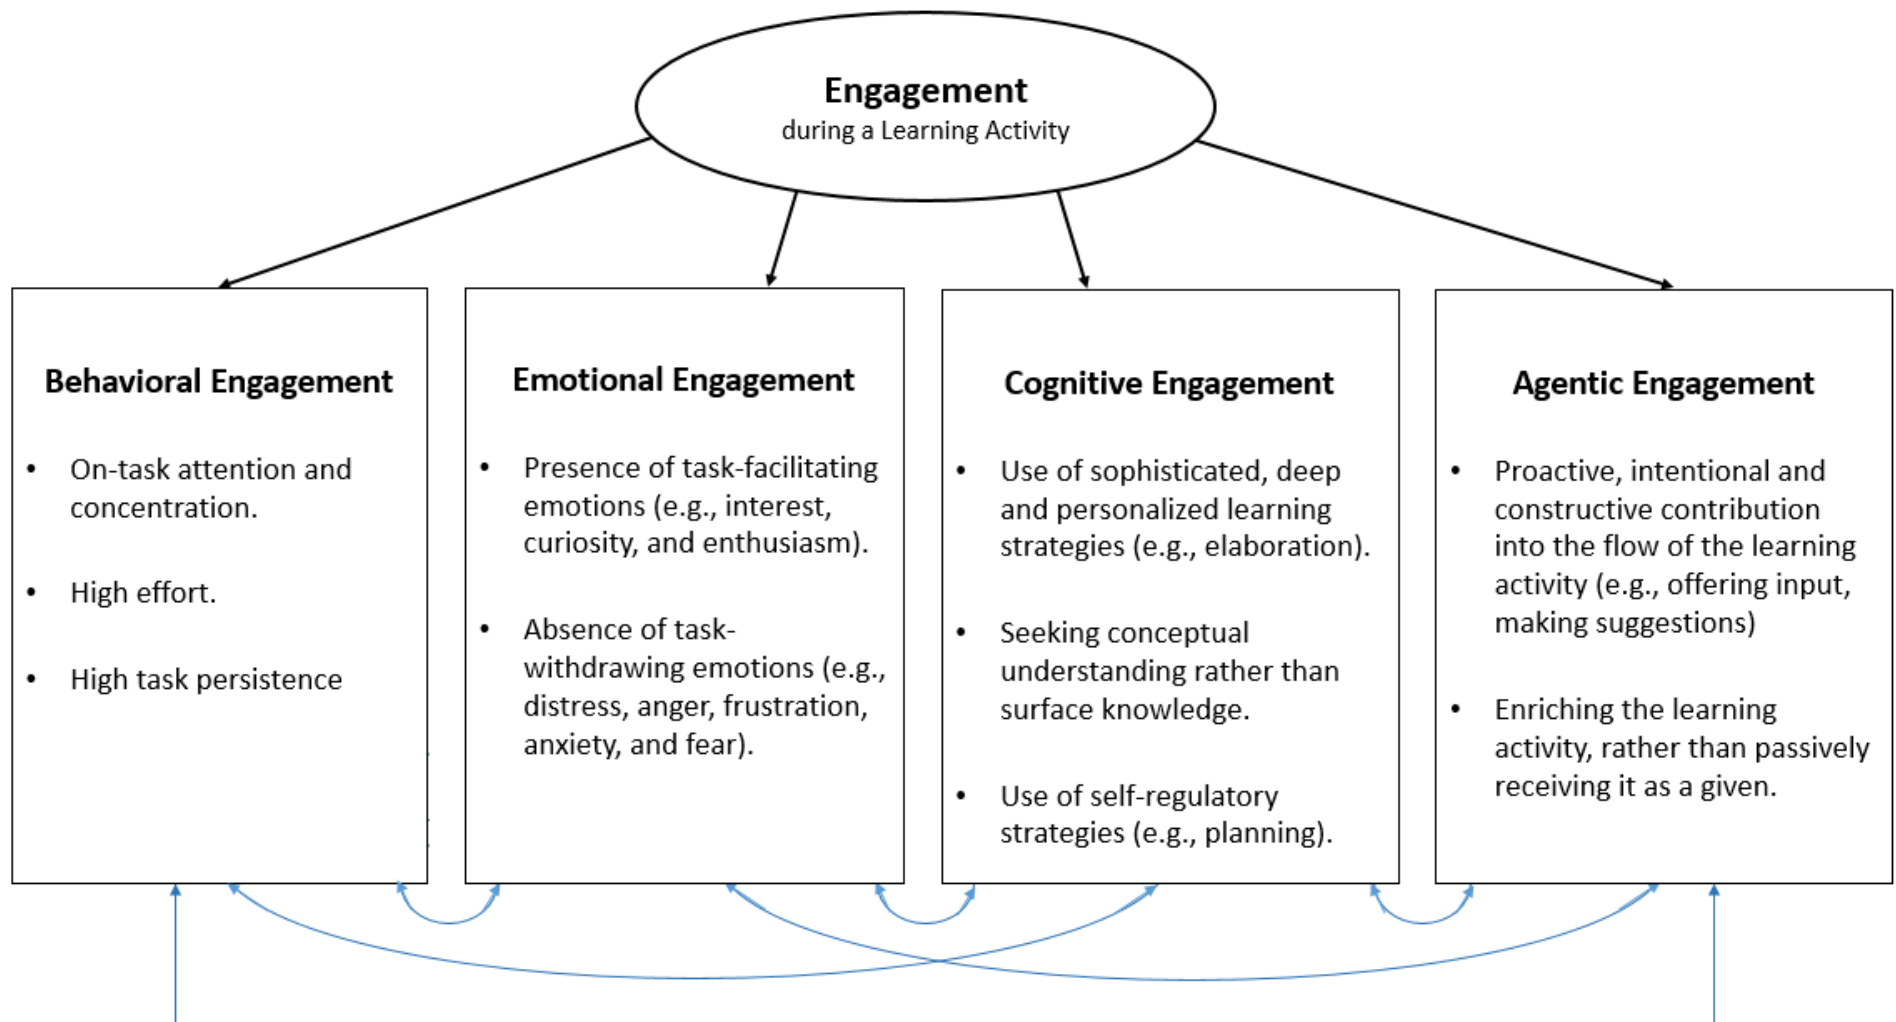 Engagement
during a Learning Activity
Behavioral Engagement
• On-task attention and
concentration.
• High effort.
• High task persistence
Emotional Engagement
• Presence of task-facilitating
emotions (e.g., interest,
curiosity, and enthusiasm).
• Absence of task-
withdrawing emotions (e.g.,
distress, anger, frustration,
anxiety, and fear).
Cognitive Engagement
• Use of sophisticated, deep
and personalized learning
strategies (e.g., elaboration).
• Seeking conceptual
understanding rather than
surface knowledge.
• Use of self-regulatory
strategies (e.g., planning).
Agentic Engagement
• Proactive, intentional and
constructive contribution
into the flow of the learning
activity (e.g., offering input,
making suggestions)
• Enriching the learning
activity, rather than passively
receiving it as a given.